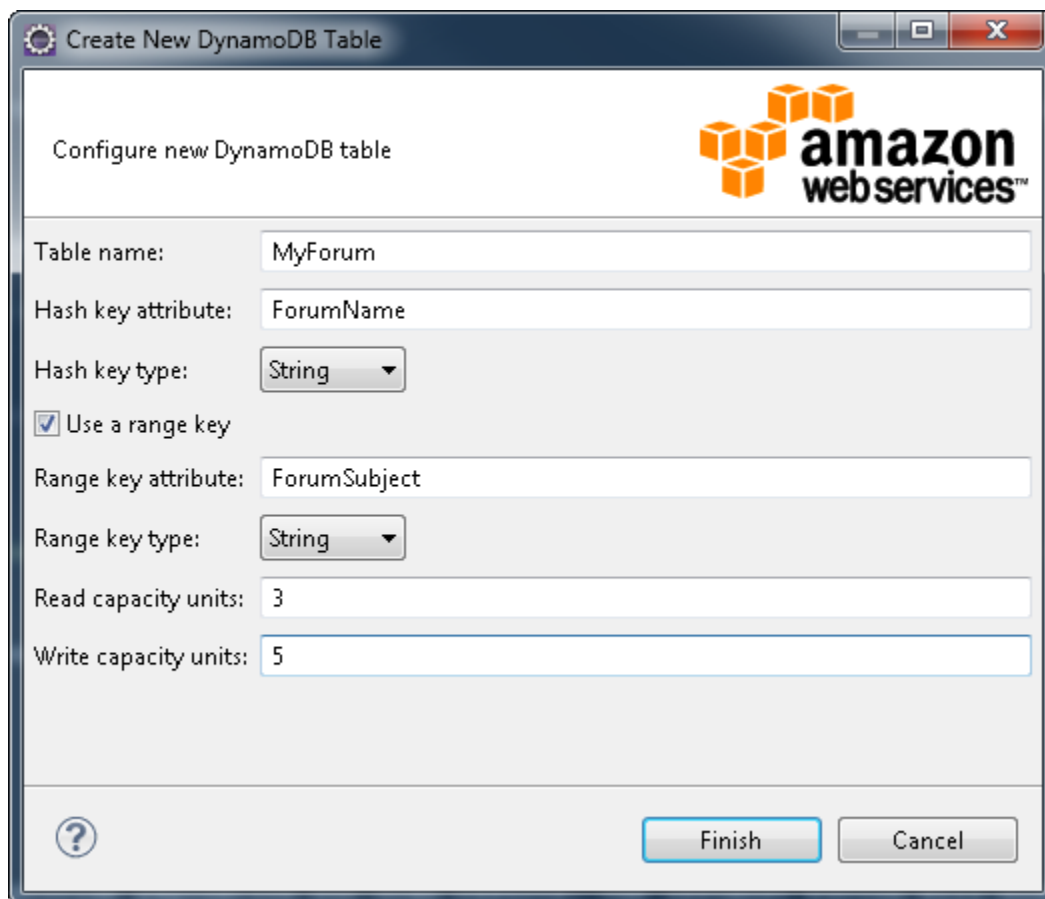 Create New DynamoDB Table
Configure new DynamoDB table
amazon
web services™
Table name: MyForum
Hash key attribute: ForumName
Hash key type: String
Use a range key
Range key attribute: ForumSubject
Range key type: String
Read capacity units: 3
Write capacity units: 5
?
Finish Cancel